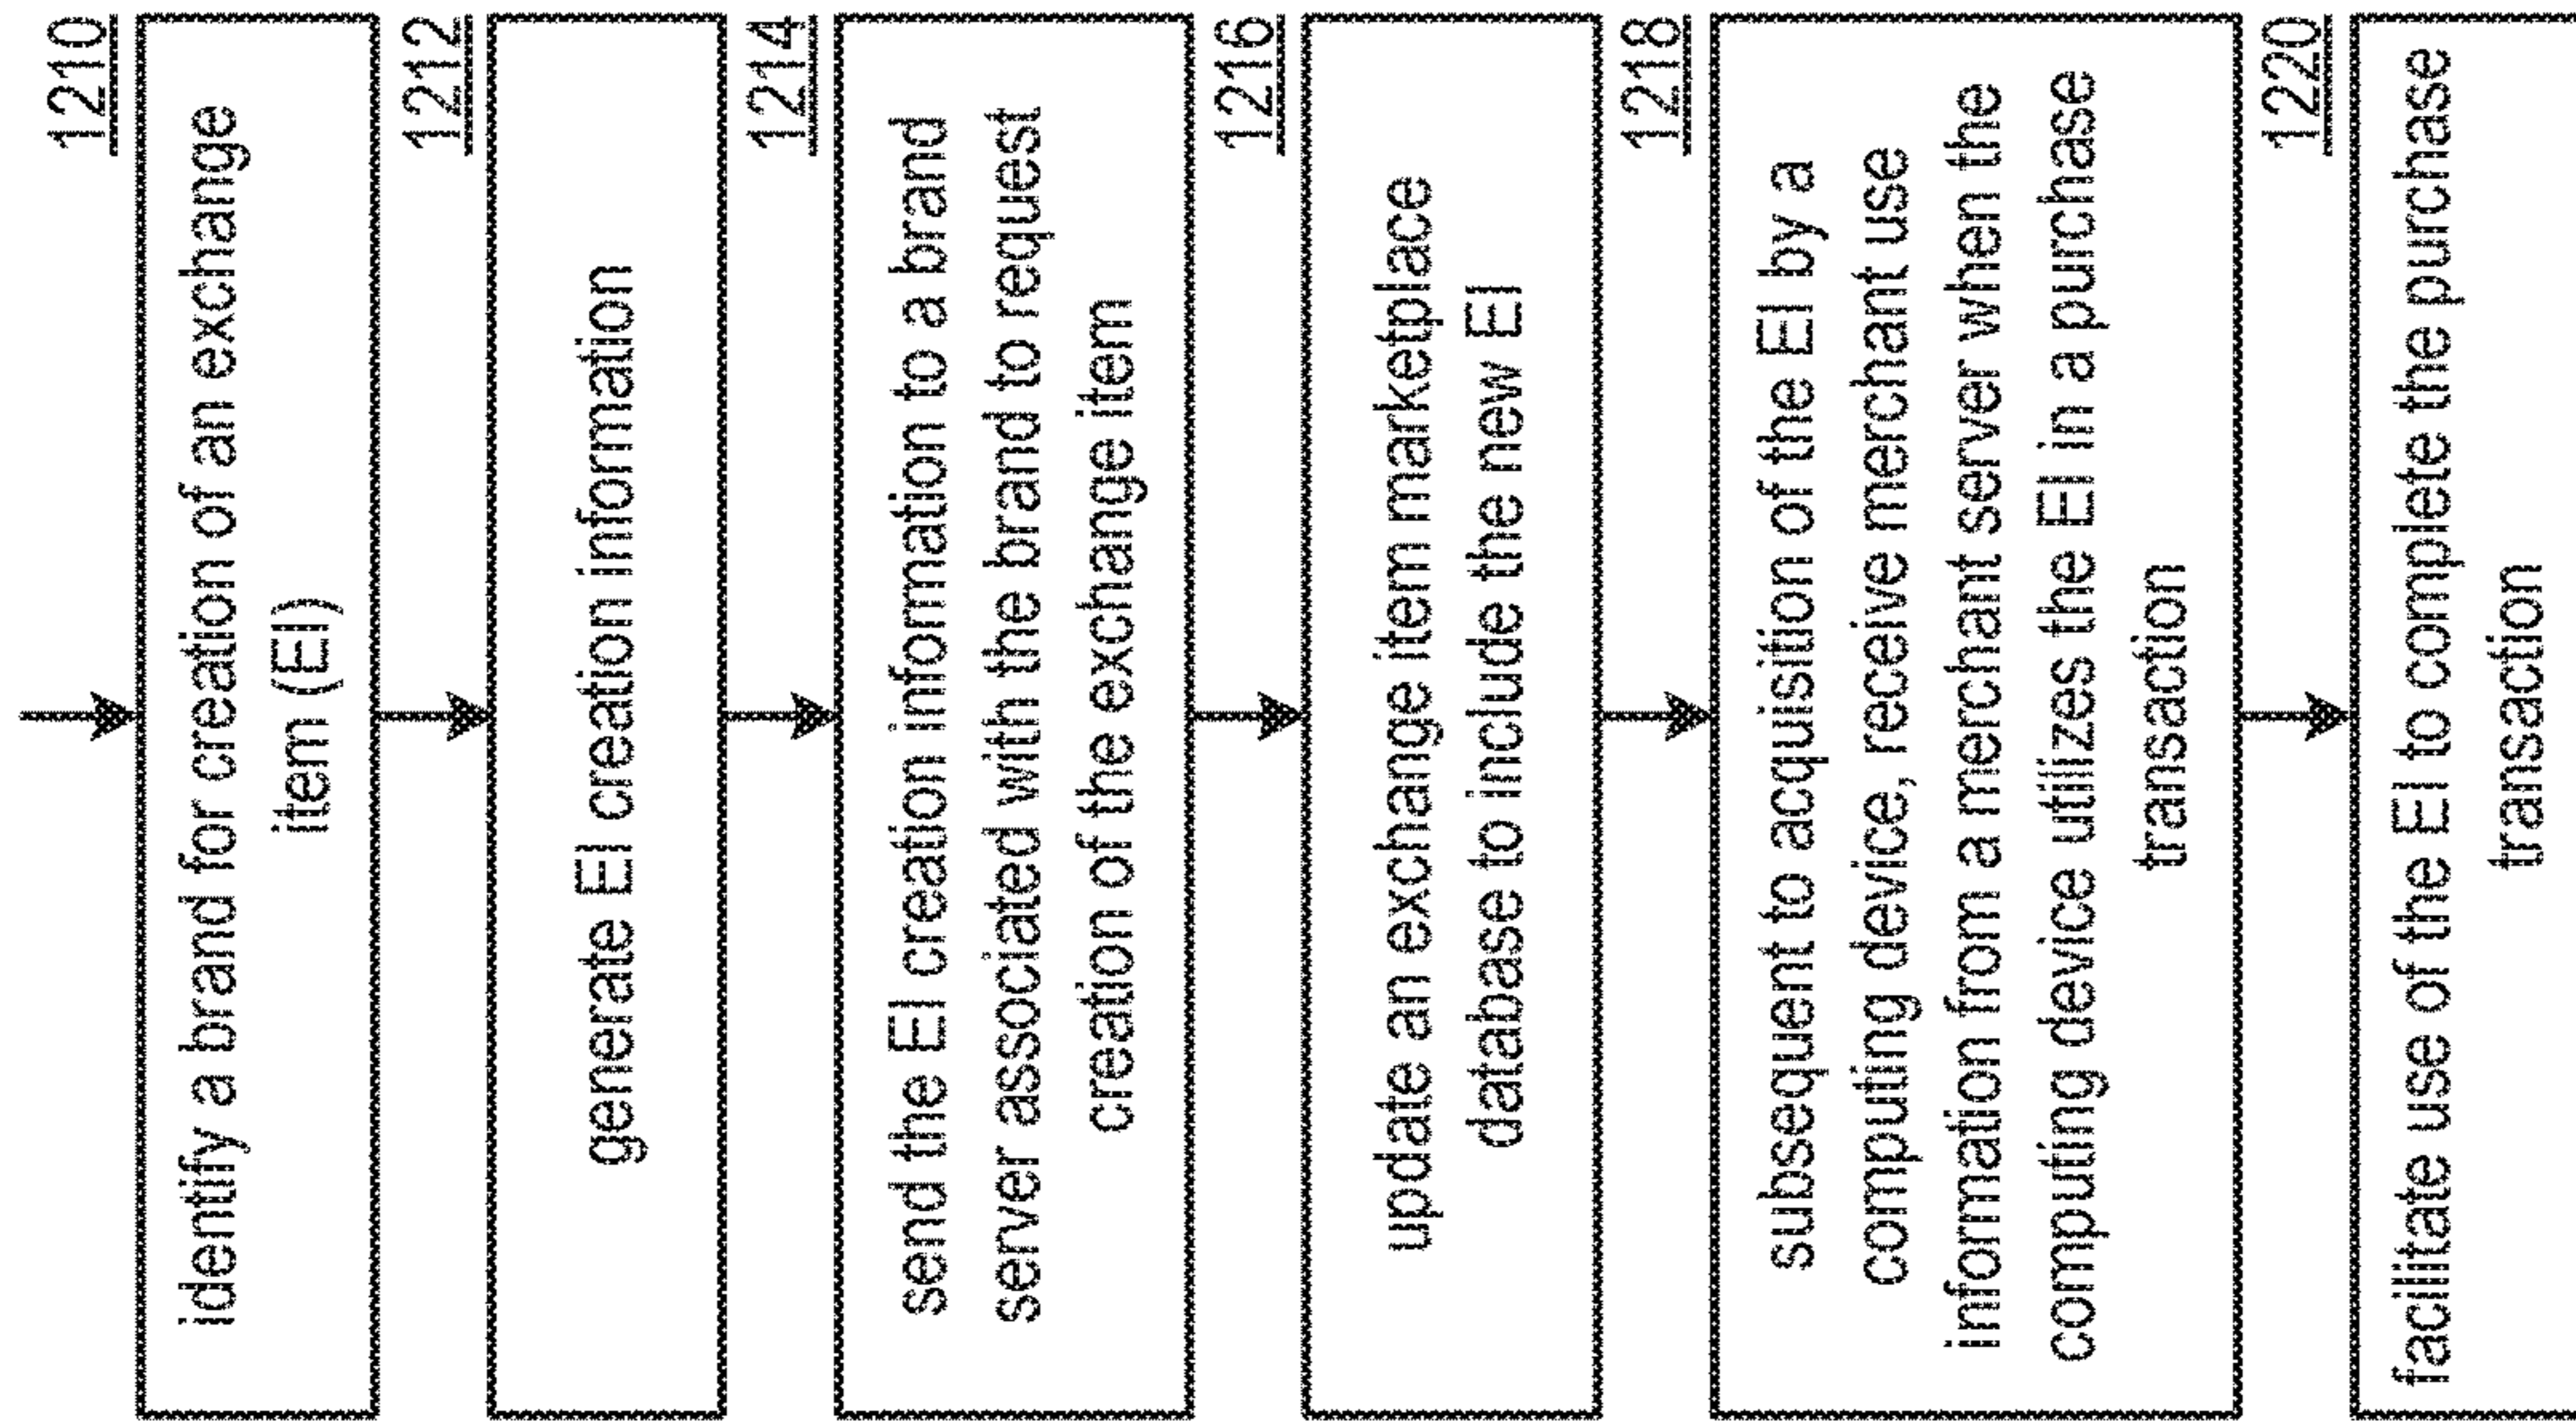 1210
identify a brand for creation of an exchange
item (EI)
1212
generate EI creation information
1214
send the EI creation information to a brand
server associated with the brand to request
creation of the exchange item
1216
update an exchange item marketplace
database to include the new EI
1218
subsequent to acquisition of the EI by a
computing device, receive merchant use
information from a merchant server when the
computing device utilizes the EI in a purchase
transaction
1220
facilitate use of the EI to complete the purchase
transaction